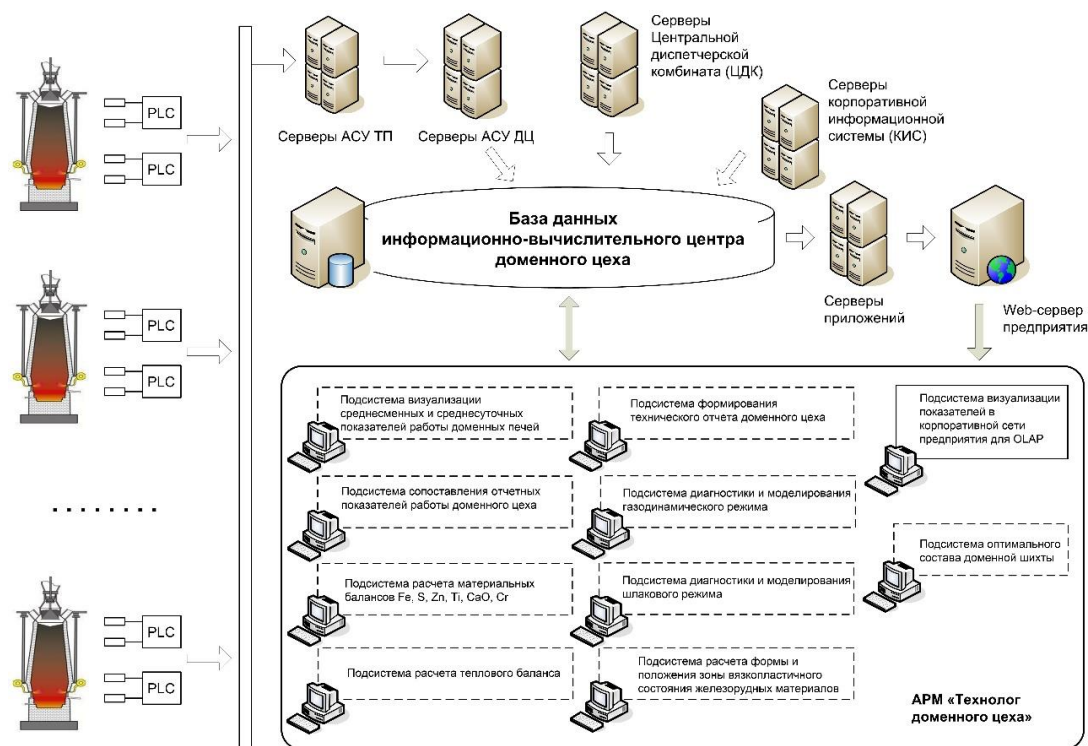 PLC
PLC
PLC
PLC
PLC
PLC
Серверы АСУ ТП
Серверы АСУ ДЦ
Серверы
Центральной
диспетчерской
комбината (ЦДК)
Серверы
корпоративной
информационной
системы (КИС)
База данных
информационно-вычислительного центра
доменного цеха
Серверы
приложений
Web-сервер
предприятия
Подсистема визуализации
среднесменных и среднесуточных
показателей работы доменных печей
Подсистема формирования
технического отчета доменного цеха
Подсистема визуализации
показателей в
корпоративной сети
предприятия для OLAP
Подсистема сопоставления отчетных
показателей работы доменного цеха
Подсистема диагностики и моделирования
газодинамического режима
Подсистема оптимального
состава доменной шихты
Подсистема расчета материальных
балансов Fe, S, Zn, Ti, CaO, Cr
Подсистема диагностики и моделирования
шлакового режима
Подсистема расчета теплового баланса
Подсистема расчета формы и
положения зоны вязкопластичного
состояния железорудных материалов
АРМ «Технолог
доменного цеха»